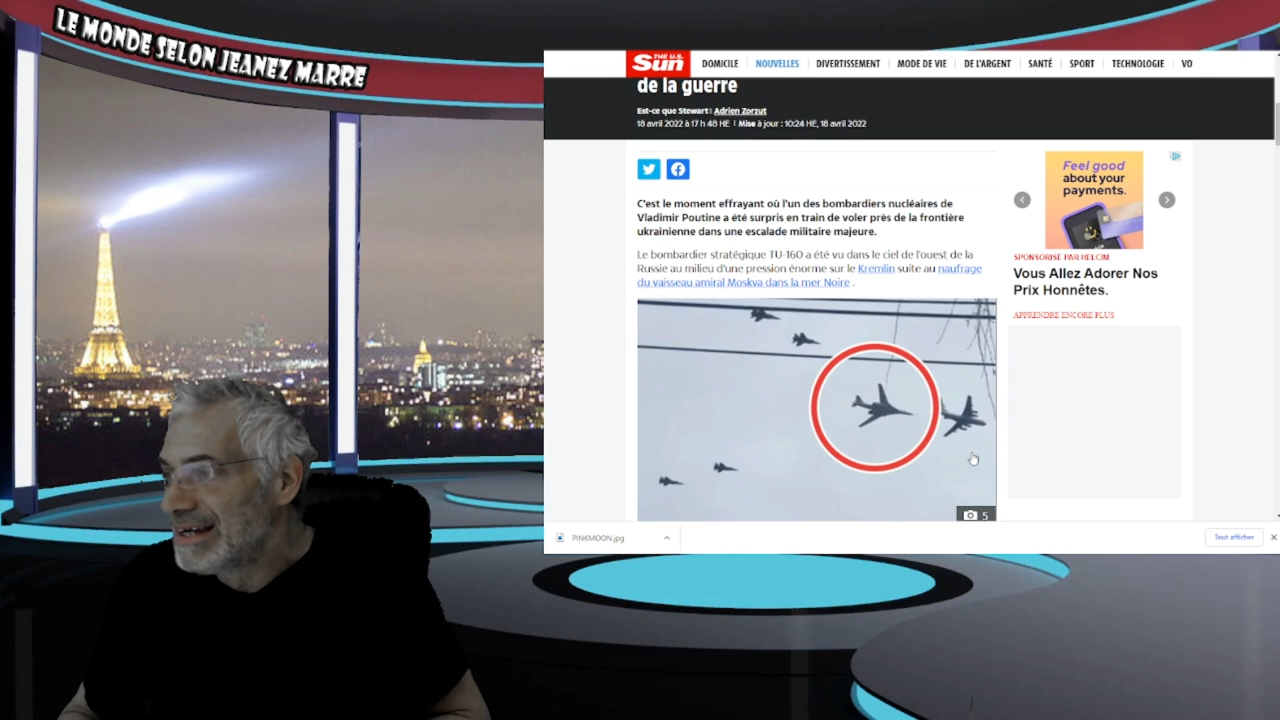 LE MONDE SELON JEANEZ MARRE
THE U.S. Sun
DOMICILE
NOUVELLES
DIVERTISSEMENT
MODE DE VIE
DE L'ARGENT
SANTÉ
SPORT
TECHNOLOGIE
VO
de la guerre
Est-ce que Stewart Adrien Zorzut
18 avril 2022 à 17 h 48 HE | Mise à jour : 10:24 HE, 18 avril 2022
C'est le moment effrayant où l'un des bombardiers nucléaires de
Vladimir Poutine a été surpris en train de voler près de la frontière
ukrainienne dans une escalade militaire majeure.
Le bombardier stratégique TU-160 a été vu dans le ciel de l'ouest de la
Russie au milieu d'une pression énorme sur le Kremlin suite au naufrage
du vaisseau amiral Moskva dans la mer Noire .
5
Feel good
about your
payments.
SPONSORISÉ PAR HELCIM
Vous Allez Adorer Nos
Prix Honnêtes.
APPRENDRE ENCORE PLUS
PINKMOON.jpg
Tout afficher